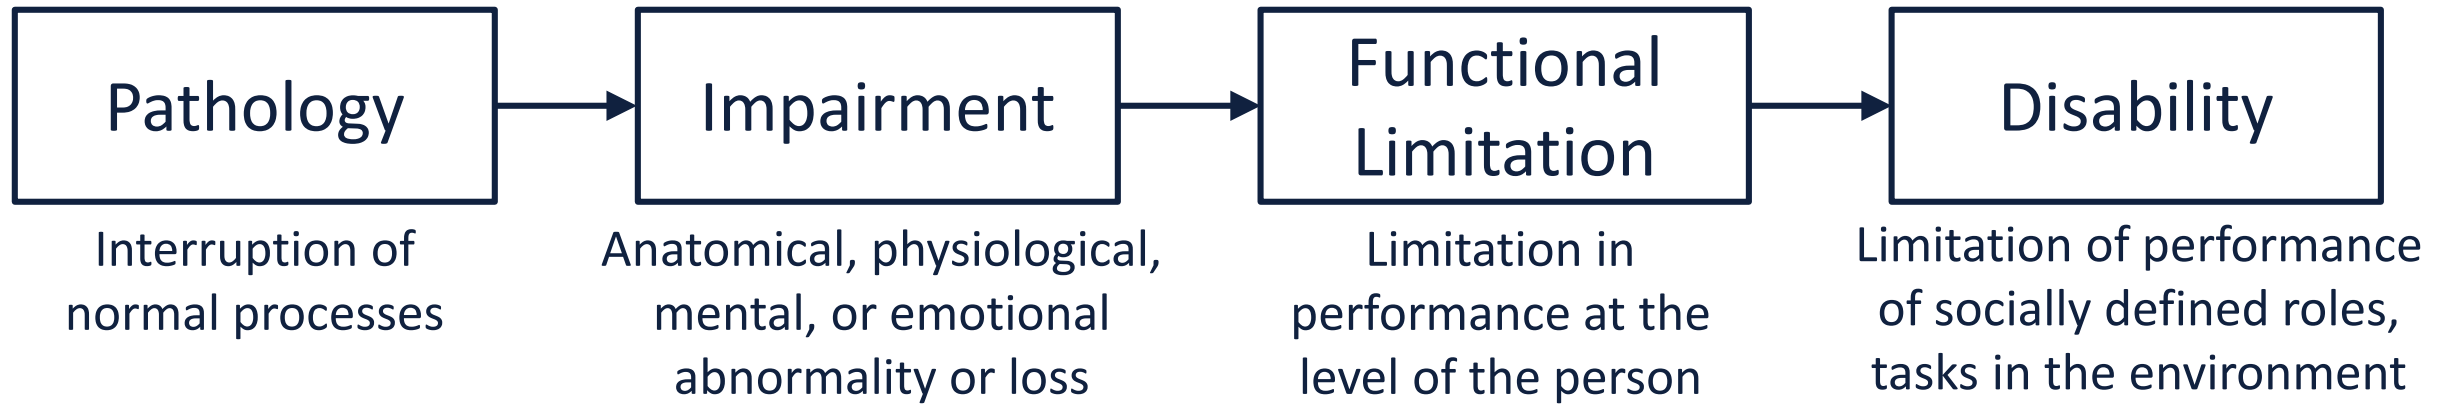 Pathology
Interruption of
normal processes
Impairment
Anatomical, physiological,
mental, or emotional
abnormality or loss
Functional
Limitation
Limitation in
performance at the
level of the person
Disability
Limitation of performance
of socially defined roles,
tasks in the environment